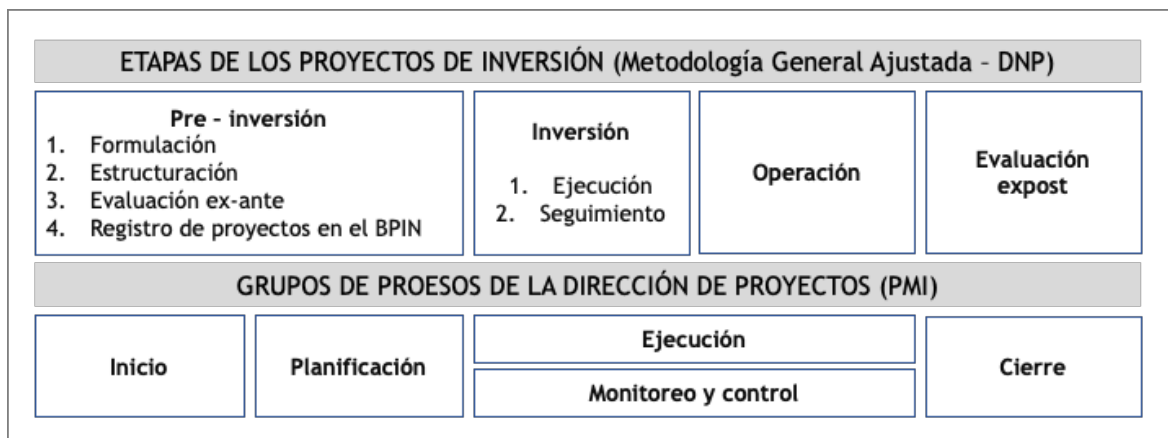 ETAPAS DE LOS PROYECTOS DE INVERSIÓN (Metodología General Ajustada – DNP)
Pre – inversión
1. Formulación
2. Estructuración
3. Evaluación ex-ante
4. Registro de proyectos en el BPIN
Inversión
1. Ejecución
2. Seguimiento
Operación
Evaluación
expost
GRUPOS DE PROESOS DE LA DIRECCIÓN DE PROYECTOS (PMI)
Inicio
Planificación
Ejecución
Monitoreo y control
Cierre